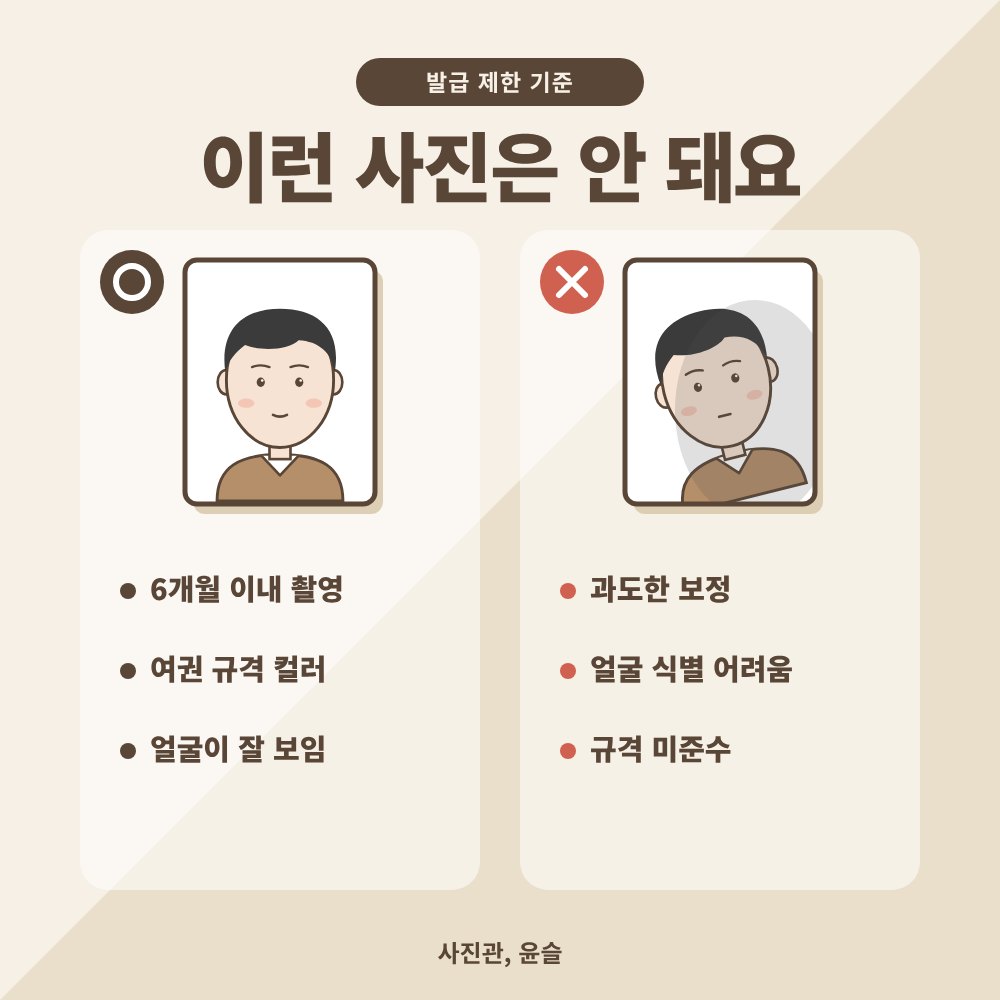 발급 제한 기준
이런 사진은 안 돼요
6개월 이내 촬영
여권 규격 컬러
얼굴이 잘 보임
과도한 보정
얼굴 식별 어려움
규격 미준수
사진관, 윤슬